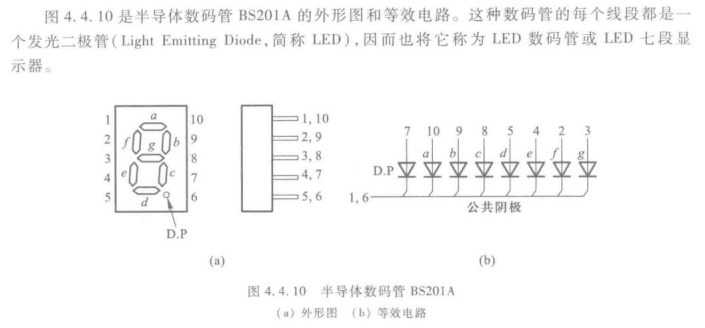 图 4.4.10 是半导体数码管 BS201A 的外形图和等效电路。这种数码管的每个线段都是一
个发光二极管(Light Emitting Diode,简称 LED),因而也将它称为 LED 数码管或 LED 七段显
示器。
1 a 10
2 f g b 9
3 8
4 e c 7
5 d 6
D.P
1, 10
2, 9
3, 8
4, 7
5, 6
7 10 9 8 5 4 2 3
D.P a b c d e f g
1, 6
公共阴极
(a) (b)
图 4.4.10 半导体数码管 BS201A
(a) 外形图 (b) 等效电路